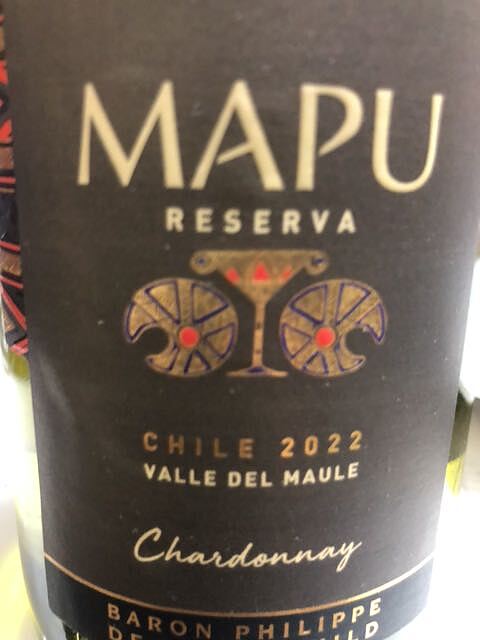 MAPU
RESERVA
CHILE 2022
VALLE DEL MAULE
Chardonnay
BARON PHILIPPE